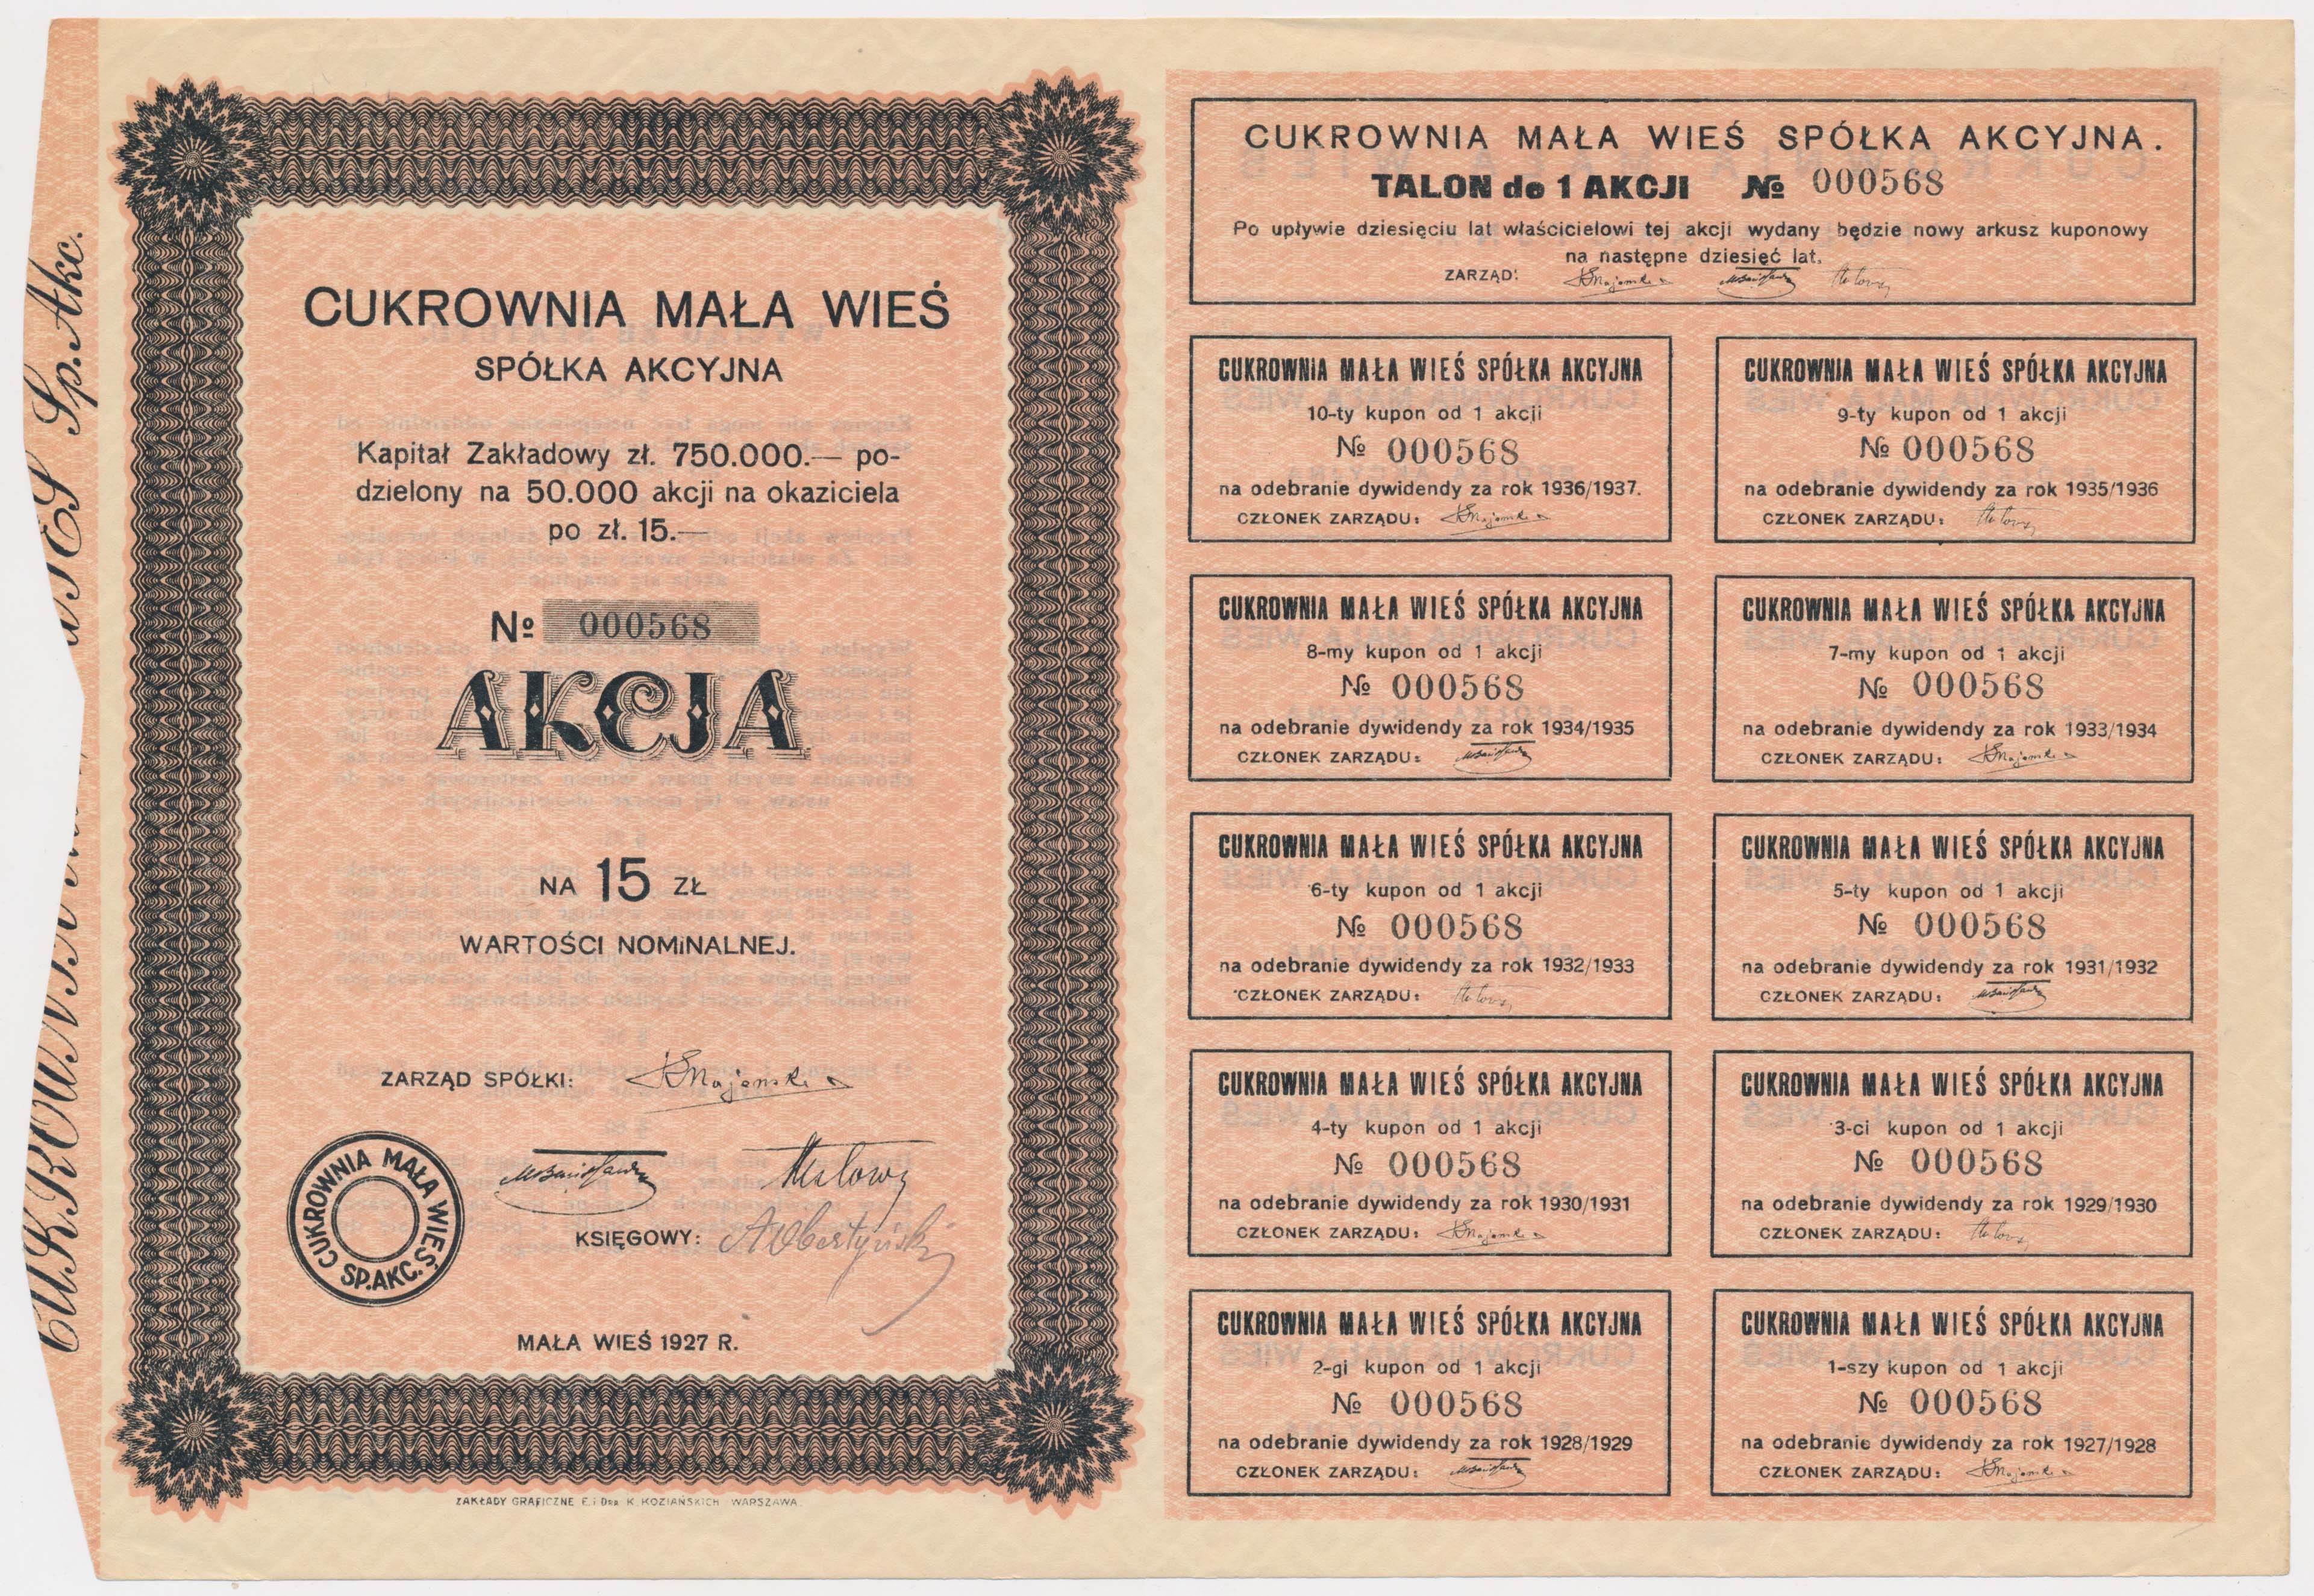 CUKROWNIA MAŁA WIEŚ
SPÓŁKA AKCYJNA
Kapitał Zakładowy zł. 750.000.— po-
dzielony na 50.000 akcji na okaziciela
po zł. 15.—
№ 000568
AKCJA
NA 15 ZŁ
WARTOŚCI NOMINALNEJ.
ZARZĄD SPÓŁKI:
CUKROWNIA MAŁA WIEŚ SP.AKC.
KSIĘGOWY:
MAŁA WIEŚ 1927 R.
ZAKŁADY GRAFICZNE E. i Dra K. KOZIAŃSKICH WARSZAWA
Sp. Akc.
CUKROWNIA MAŁA WIEŚ SPÓŁKA AKCYJNA.
TALON do 1 AKCJI № 000568
Po upływie dziesięciu lat właścicielowi tej akcji wydany będzie nowy arkusz kuponowy
na następne dziesięć lat.
ZARZĄD:
CUKROWNIA MAŁA WIEŚ SPÓŁKA AKCYJNA
10-ty kupon od 1 akcji
№ 000568
na odebranie dywidendy za rok 1936/1937.
CZŁONEK ZARZĄDU:
CUKROWNIA MAŁA WIEŚ SPÓŁKA AKCYJNA
9-ty kupon od 1 akcji
№ 000568
na odebranie dywidendy za rok 1935/1936
CZŁONEK ZARZĄDU:
CUKROWNIA MAŁA WIEŚ SPÓŁKA AKCYJNA
8-my kupon od 1 akcji
№ 000568
na odebranie dywidendy za rok 1934/1935
CZŁONEK ZARZĄDU:
CUKROWNIA MAŁA WIEŚ SPÓŁKA AKCYJNA
7-my kupon od 1 akcji
№ 000568
na odebranie dywidendy za rok 1933/1934
CZŁONEK ZARZĄDU:
CUKROWNIA MAŁA WIEŚ SPÓŁKA AKCYJNA
6-ty kupon od 1 akcji
№ 000568
na odebranie dywidendy za rok 1932/1933
CZŁONEK ZARZĄDU:
CUKROWNIA MAŁA WIEŚ SPÓŁKA AKCYJNA
5-ty kupon od 1 akcji
№ 000568
na odebranie dywidendy za rok 1931/1932
CZŁONEK ZARZĄDU:
CUKROWNIA MAŁA WIEŚ SPÓŁKA AKCYJNA
4-ty kupon od 1 akcji
№ 000568
na odebranie dywidendy za rok 1930/1931
CZŁONEK ZARZĄDU:
CUKROWNIA MAŁA WIEŚ SPÓŁKA AKCYJNA
3-ci kupon od 1 akcji
№ 000568
na odebranie dywidendy za rok 1929/1930
CZŁONEK ZARZĄDU:
CUKROWNIA MAŁA WIEŚ SPÓŁKA AKCYJNA
2-gi kupon od 1 akcji
№ 000568
na odebranie dywidendy za rok 1928/1929
CZŁONEK ZARZĄDU:
CUKROWNIA MAŁA WIEŚ SPÓŁKA AKCYJNA
1-szy kupon od 1 akcji
№ 000568
na odebranie dywidendy za rok 1927/1928
CZŁONEK ZARZĄDU: